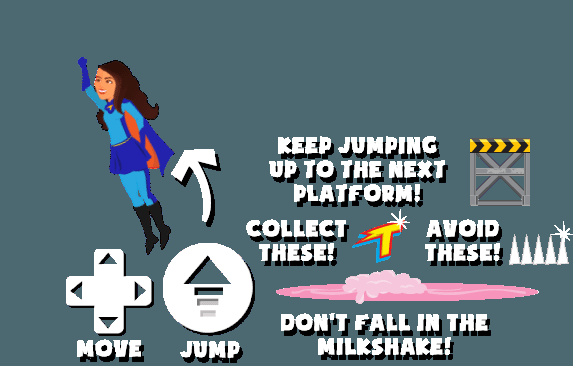 KEEP JUMPING
UP TO THE NEXT
PLATFORM!
COLLECT
THESE!
AVOID
THESE!
MOVE
JUMP
DON'T FALL IN THE
MILKSHAKE!